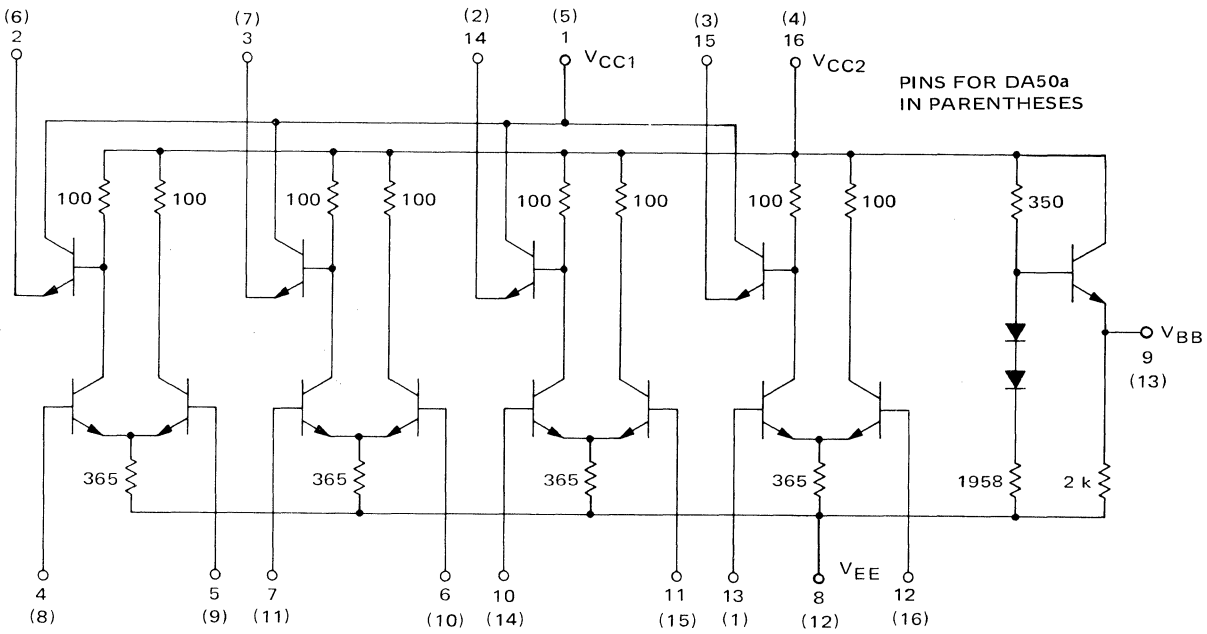 (6) (7) (2) (5) (3) (4)
2 3 14 1 VCC1 15 16 VCC2
PINS FOR DA50a
IN PARENTHESES
100 100 100 100 100 100 100 100 350
VBB
9
(13)
365 365 365 365 1958 2 k
4 5 7 6 10 11 13 8 VEE 12
(8) (9) (11) (10) (14) (15) (1) (12) (16)